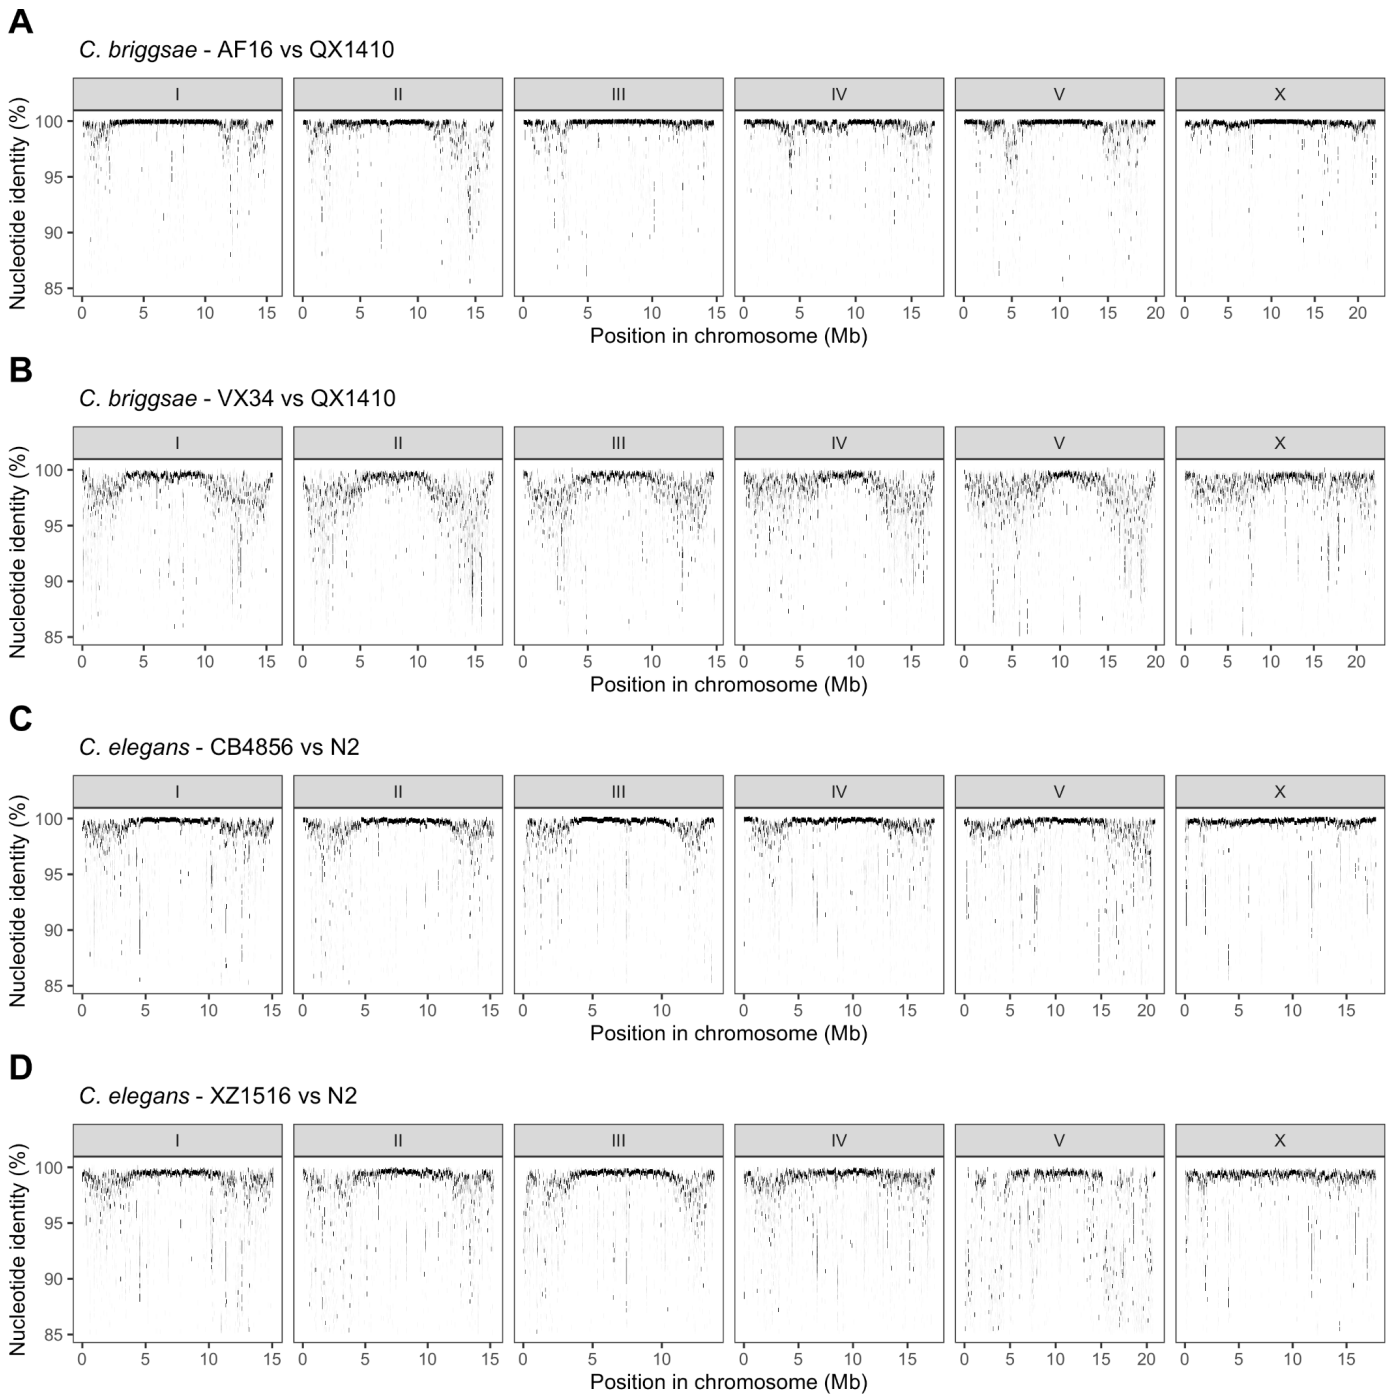 A
C. briggsae - AF16 vs QX1410
I II III IV V X
Nucleotide identity (%)
100
95
90
85
0 5 10 15 0 5 10 15 0 5 10 15 0 5 10 15 0 5 10 15 20 0 5 10 15 20
Position in chromosome (Mb)
B
C. briggsae - VX34 vs QX1410
I II III IV V X
Nucleotide identity (%)
100
95
90
85
0 5 10 15 0 5 10 15 0 5 10 15 0 5 10 15 0 5 10 15 20 0 5 10 15 20
Position in chromosome (Mb)
C
C. elegans - CB4856 vs N2
I II III IV V X
Nucleotide identity (%)
100
95
90
85
0 5 10 15 0 5 10 15 0 5 10 0 5 10 15 0 5 10 15 20 0 5 10 15
Position in chromosome (Mb)
D
C. elegans - XZ1516 vs N2
I II III IV V X
Nucleotide identity (%)
100
95
90
85
0 5 10 15 0 5 10 15 0 5 10 0 5 10 15 0 5 10 15 20 0 5 10 15
Position in chromosome (Mb)